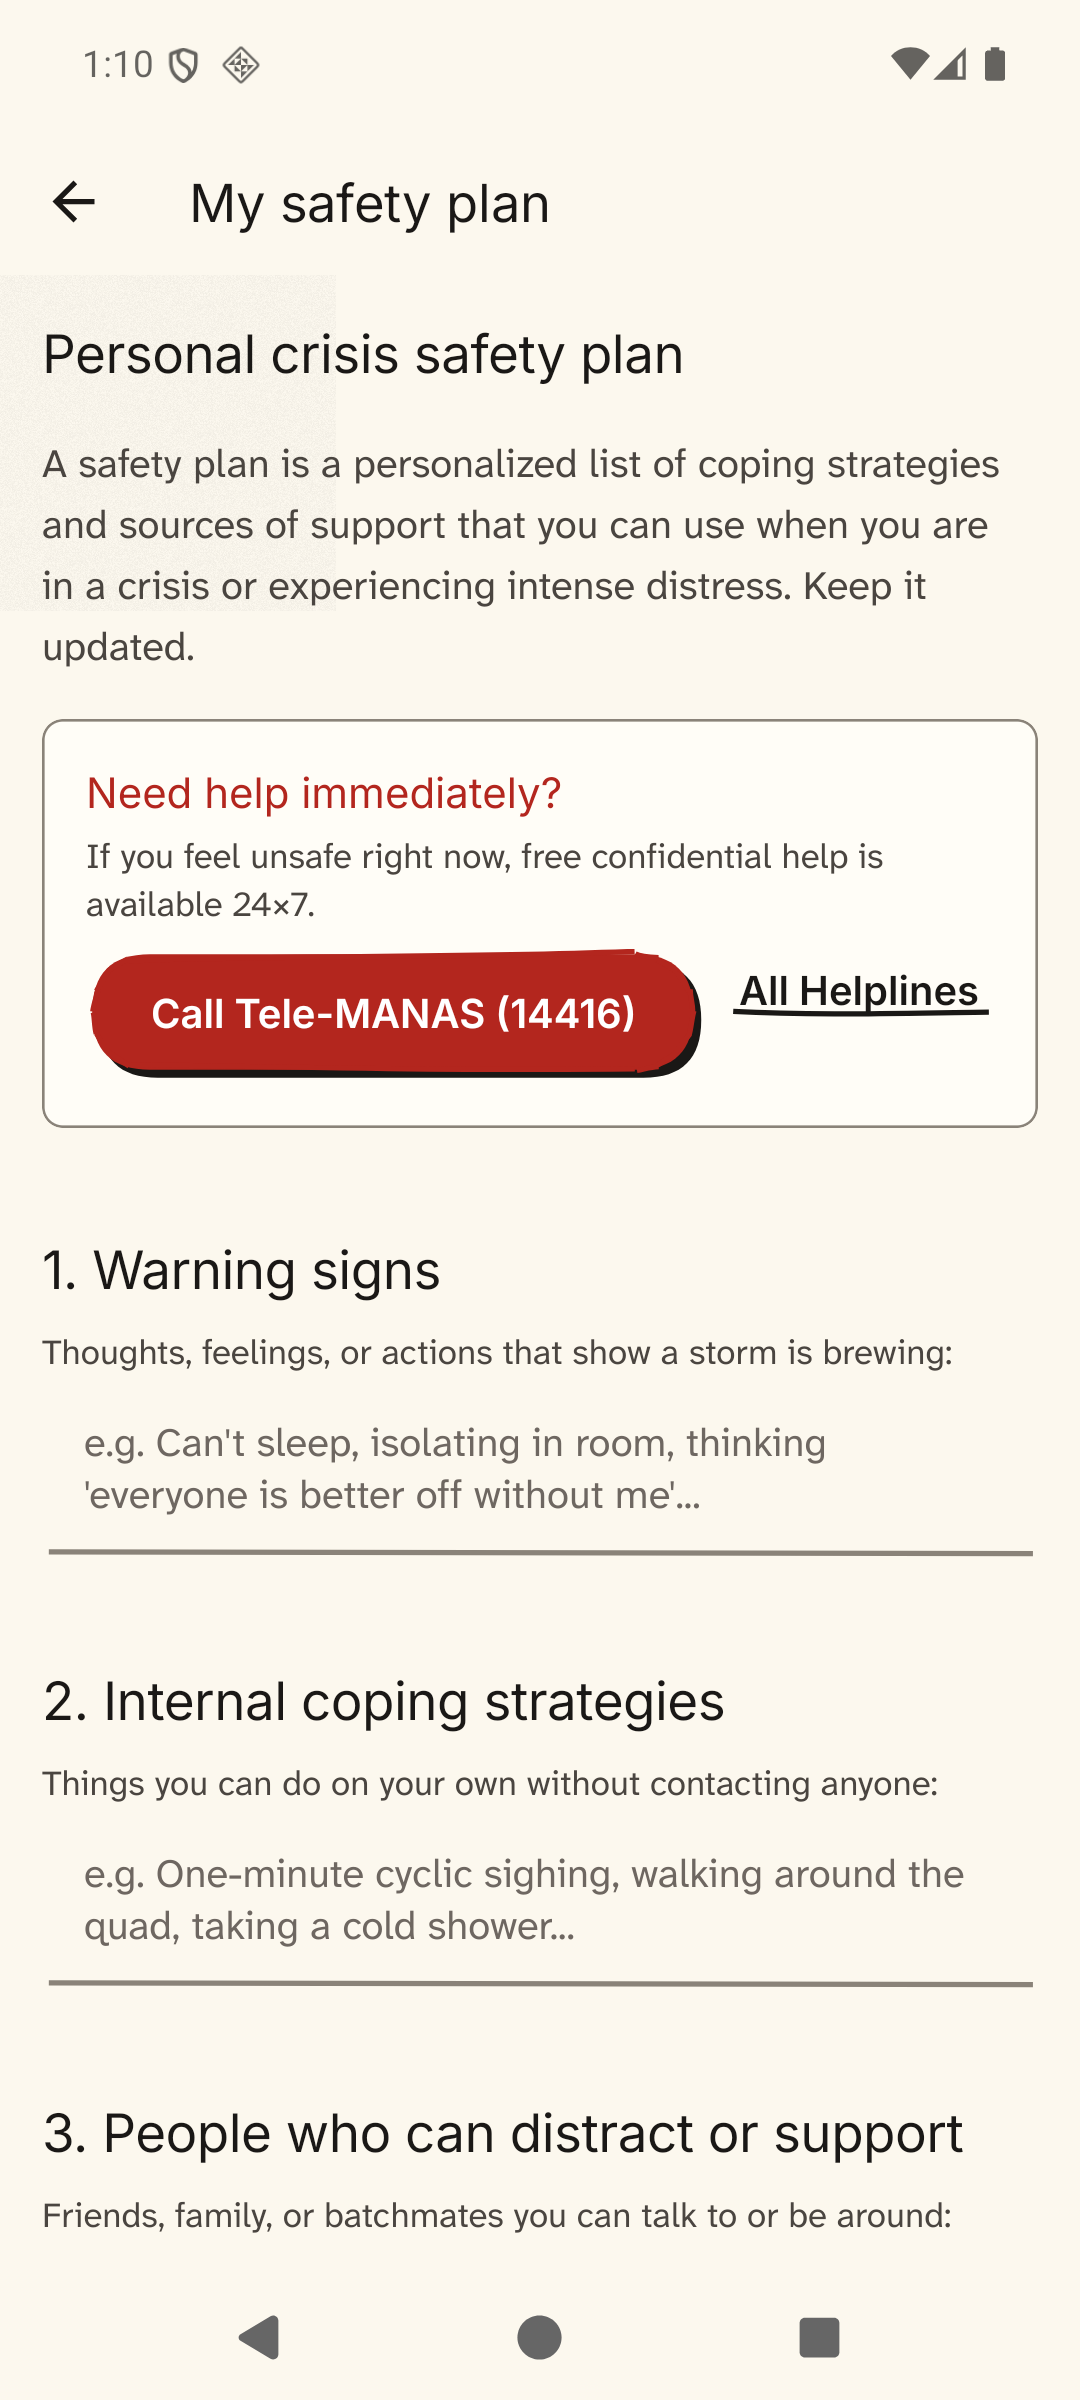 1:10
My safety plan
Personal crisis safety plan
A safety plan is a personalized list of coping strategies
and sources of support that you can use when you are
in a crisis or experiencing intense distress. Keep it
updated.
Need help immediately?
If you feel unsafe right now, free confidential help is
available 24×7.
Call Tele-MANAS (14416)
All Helplines
1. Warning signs
Thoughts, feelings, or actions that show a storm is brewing:
e.g. Can't sleep, isolating in room, thinking
'everyone is better off without me'...
2. Internal coping strategies
Things you can do on your own without contacting anyone:
e.g. One-minute cyclic sighing, walking around the
quad, taking a cold shower...
3. People who can distract or support
Friends, family, or batchmates you can talk to or be around: